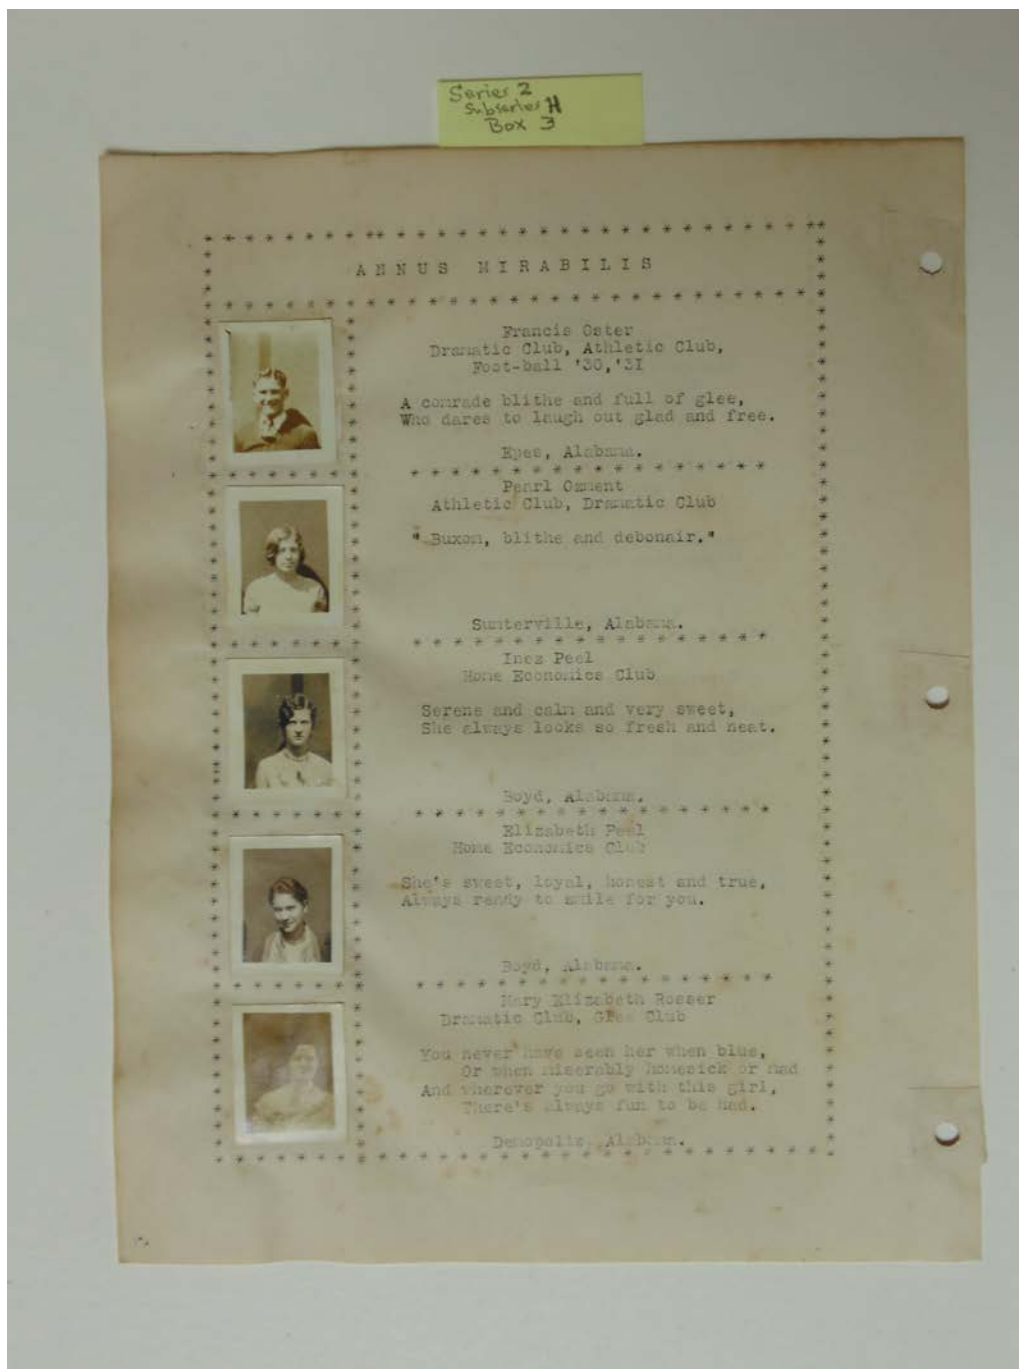 Series 2
Subseries H
Box 3
ANNUS MIRABILIS
Francis Oster
Dramatic Club, Athletic Club,
Foot-ball '30,'31
A comrade blithe and full of glee,
Who dares to laugh out glad and free.
Epes, Alabama.
Pearl Ozment
Athletic Club, Dramatic Club
" Buxom, blithe and debonair."
Sumterville, Alabama.
Inez Peel
Home Economics Club
Serene and calm and very sweet,
She always looks so fresh and neat.
Boyd, Alabama.
Elizabeth Peel
Home Economics Club
She's sweet, loyal, honest and true,
Always ready to smile for you.
Boyd, Alabama.
Mary Elizabeth Rosser
Dramatic Club, Glee Club
You never have seen her when blue,
Or when miserably homesick or mad
And wherever you go with this girl,
There's always fun to be had.
Demopolis, Alabama.